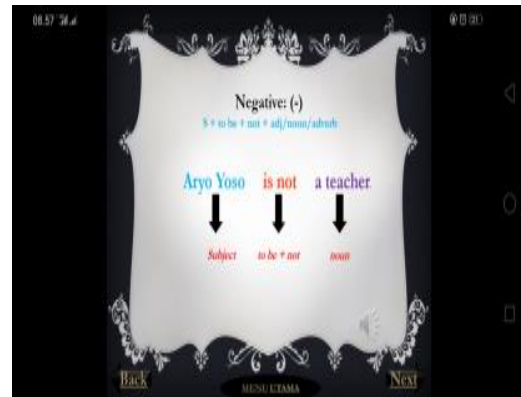 08.57
Negative: (-)
S + to be + not + adj/noun/adverb
Aryo Yoso is not a teacher
Subject to be + not noun
Back MENU UTAMA Next